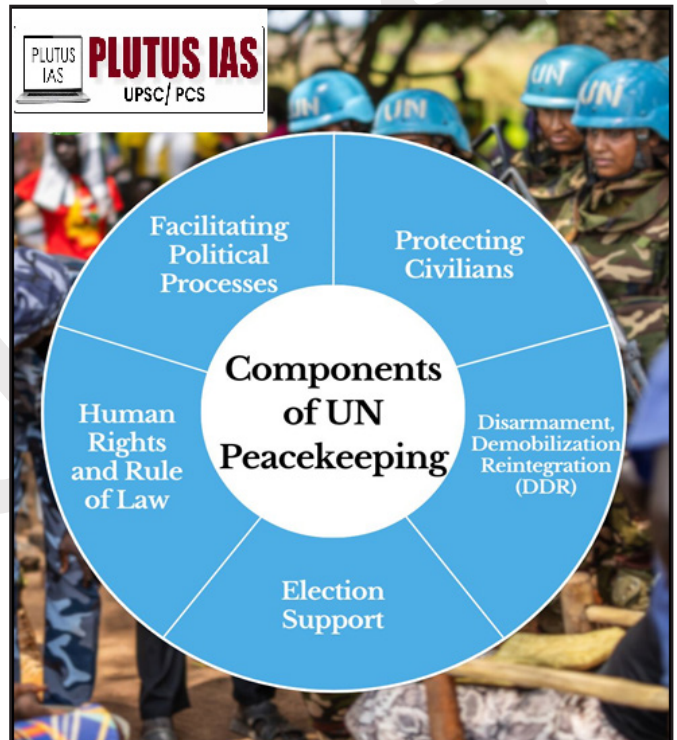 PLUTUS
IAS
PLUTUS IAS
UPSC/ PCS
UN
UN
UN
UN
Facilitating
Political
Processes
Protecting
Civilians
Components
of UN
Peacekeeping
Human
Rights
and Rule
of Law
Disarmament,
Demobilization
Reintegration
(DDR)
Election
Support